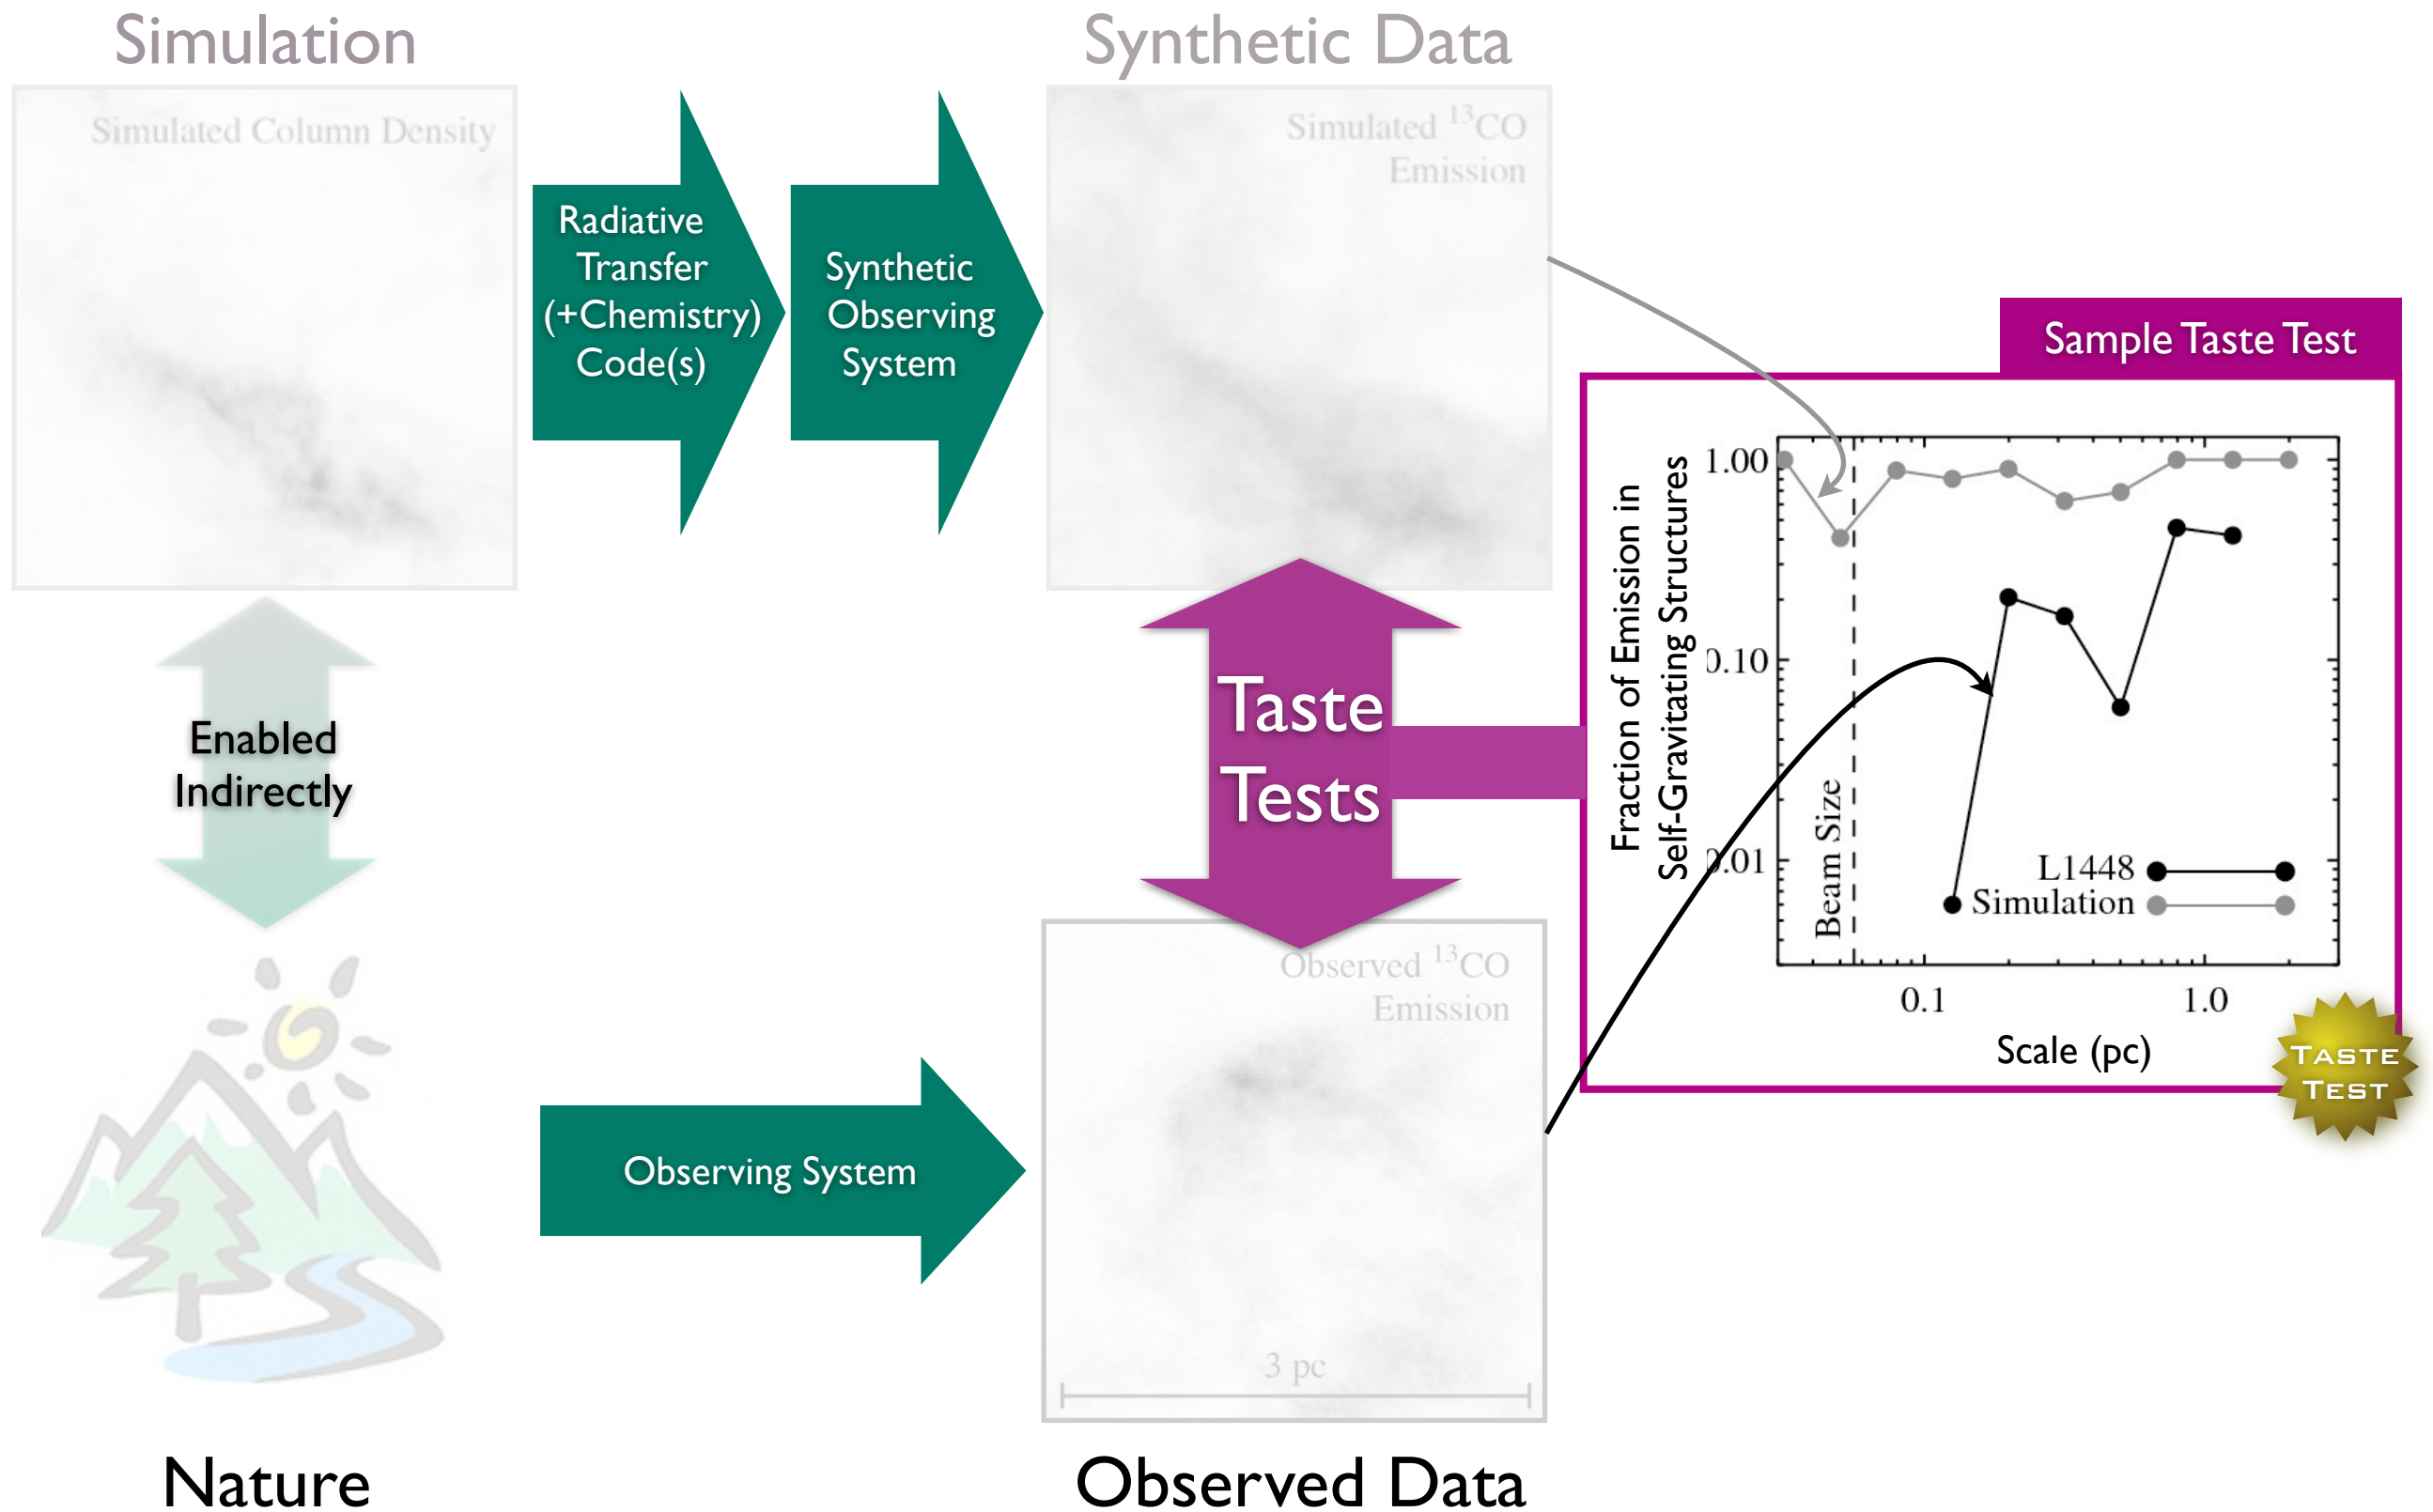 Simulation
Synthetic Data
Simulated Column Density
Simulated ¹³CO
Emission
Radiative
Transfer
(+Chemistry)
Code(s)
Synthetic
Observing
System
Sample Taste Test
Fraction of Emission in
Self-Gravitating Structures
1.00
0.10
0.01
Beam Size
L1448
Simulation
0.1
1.0
Scale (pc)
TASTE
TEST
Enabled
Indirectly
Taste
Tests
Observed ¹³CO
Emission
3 pc
Observing System
Nature
Observed Data